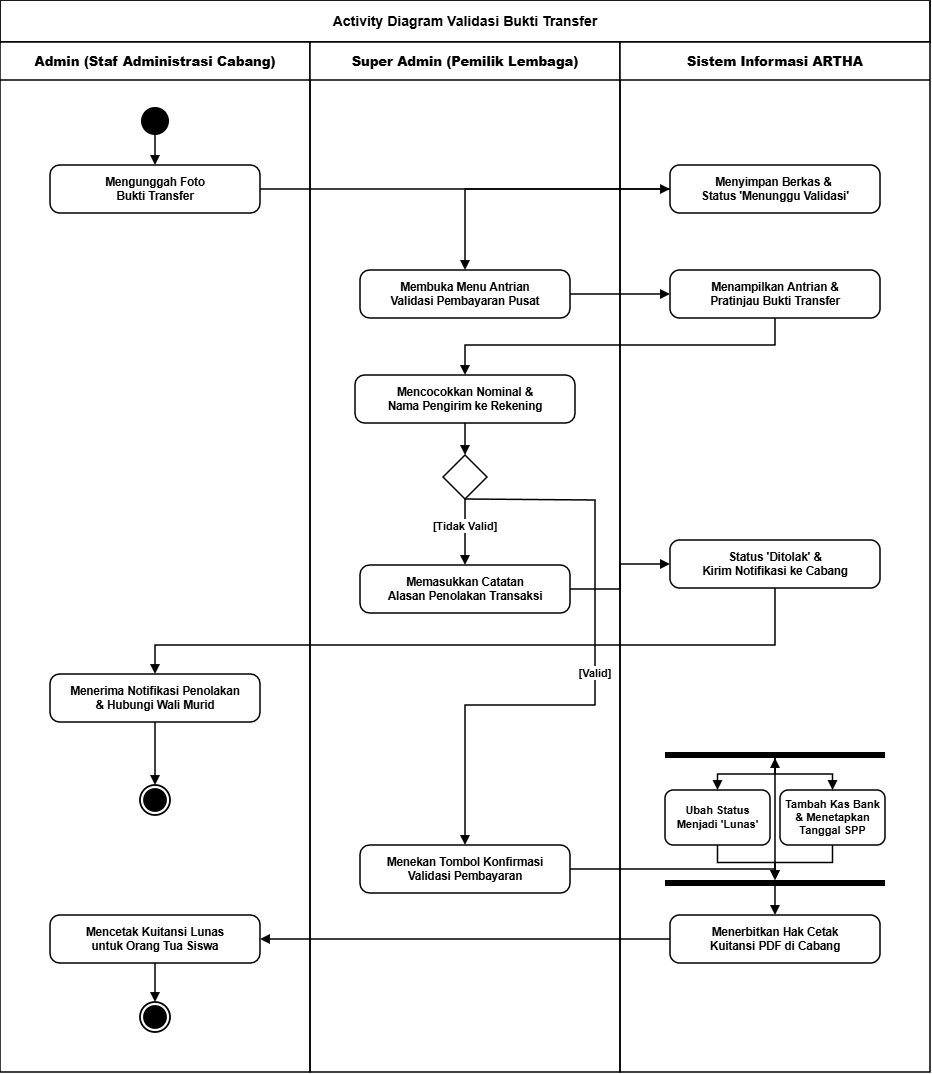 Activity Diagram Validasi Bukti Transfer
Admin (Staf Administrasi Cabang)
Super Admin (Pemilik Lembaga)
Sistem Informasi ARTHA
Mengunggah Foto
Bukti Transfer
Menyimpan Berkas &
Status 'Menunggu Validasi'
Membuka Menu Antrian
Validasi Pembayaran Pusat
Menampilkan Antrian &
Pratinjau Bukti Transfer
Mencocokkan Nominal &
Nama Pengirim ke Rekening
[Tidak Valid]
Memasukkan Catatan
Alasan Penolakan Transaksi
Status 'Ditolak' &
Kirim Notifikasi ke Cabang
Menerima Notifikasi Penolakan
& Hubungi Wali Murid
[Valid]
Ubah Status
Menjadi 'Lunas'
Tambah Kas Bank
& Menetapkan
Tanggal SPP
Menekan Tombol Konfirmasi
Validasi Pembayaran
Mencetak Kuitansi Lunas
untuk Orang Tua Siswa
Menerbitkan Hak Cetak
Kuitansi PDF di Cabang